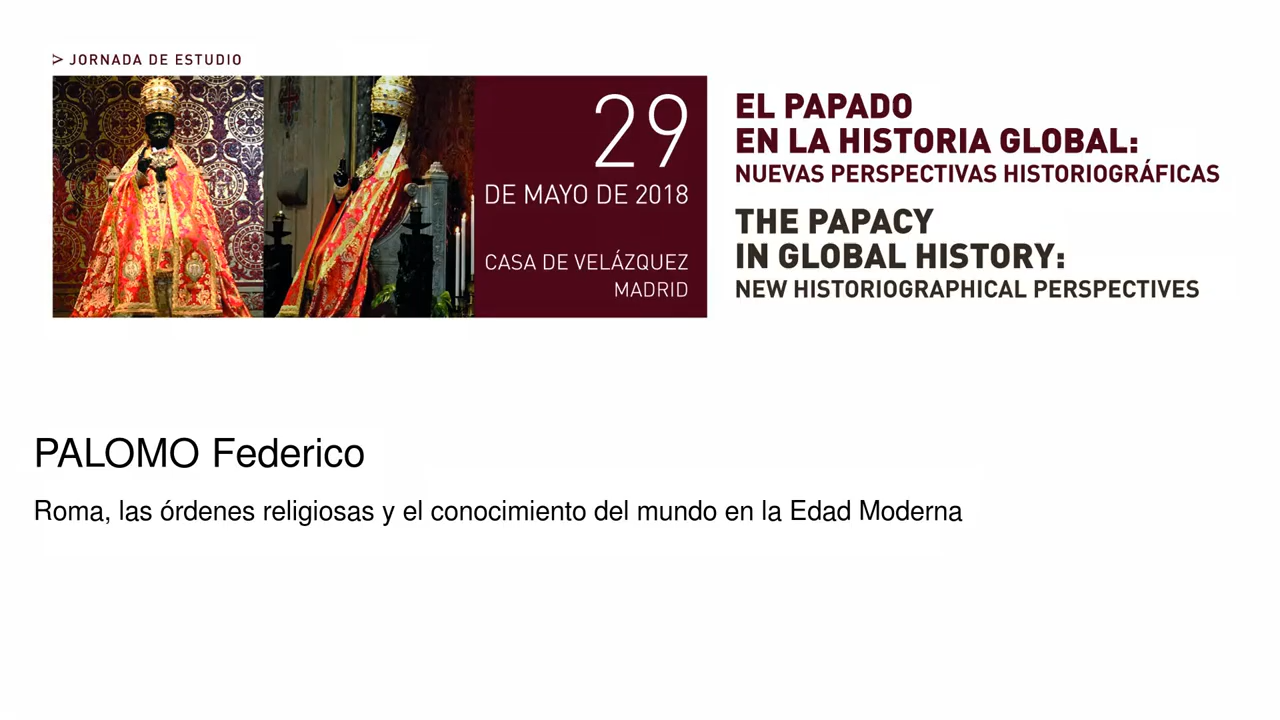 > JORNADA DE ESTUDIO
29
DE MAYO DE 2018
CASA DE VELÁZQUEZ
MADRID
EL PAPADO
EN LA HISTORIA GLOBAL:
NUEVAS PERSPECTIVAS HISTORIOGRÁFICAS
THE PAPACY
IN GLOBAL HISTORY:
NEW HISTORIOGRAPHICAL PERSPECTIVES
PALOMO Federico
Roma, las órdenes religiosas y el conocimiento del mundo en la Edad Moderna